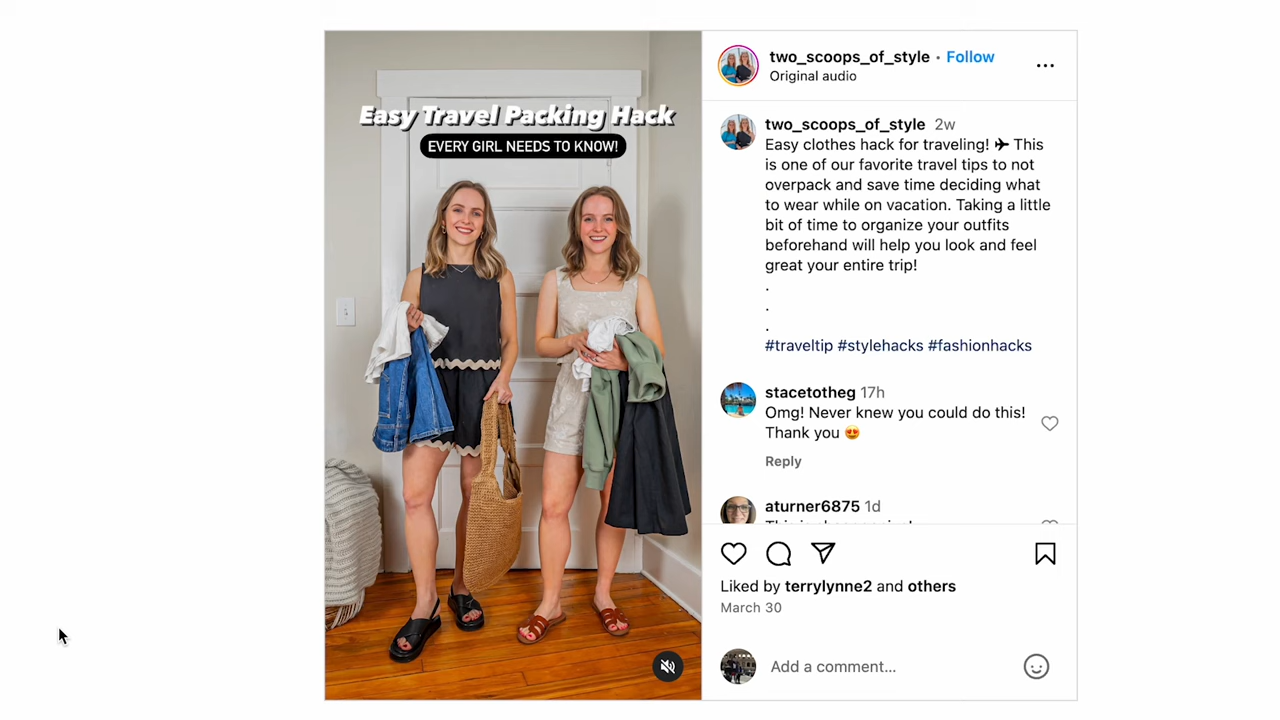 Easy Travel Packing Hack
EVERY GIRL NEEDS TO KNOW!
two_scoops_of_style • Follow
Original audio
two_scoops_of_style 2w
Easy clothes hack for traveling! ✈ This
is one of our favorite travel tips to not
overpack and save time deciding what
to wear while on vacation. Taking a little
bit of time to organize your outfits
beforehand will help you look and feel
great your entire trip!
.
.
.
#traveltip #stylehacks #fashionhacks
stacetotheg 17h
Omg! Never knew you could do this!
Thank you 😍
Reply
aturner6875 1d
Liked by terrylynne2 and others
March 30
Add a comment...